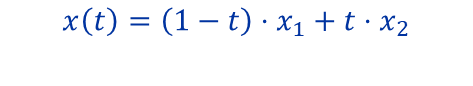 x(t) = (1 − t) · x₁ + t · x₂